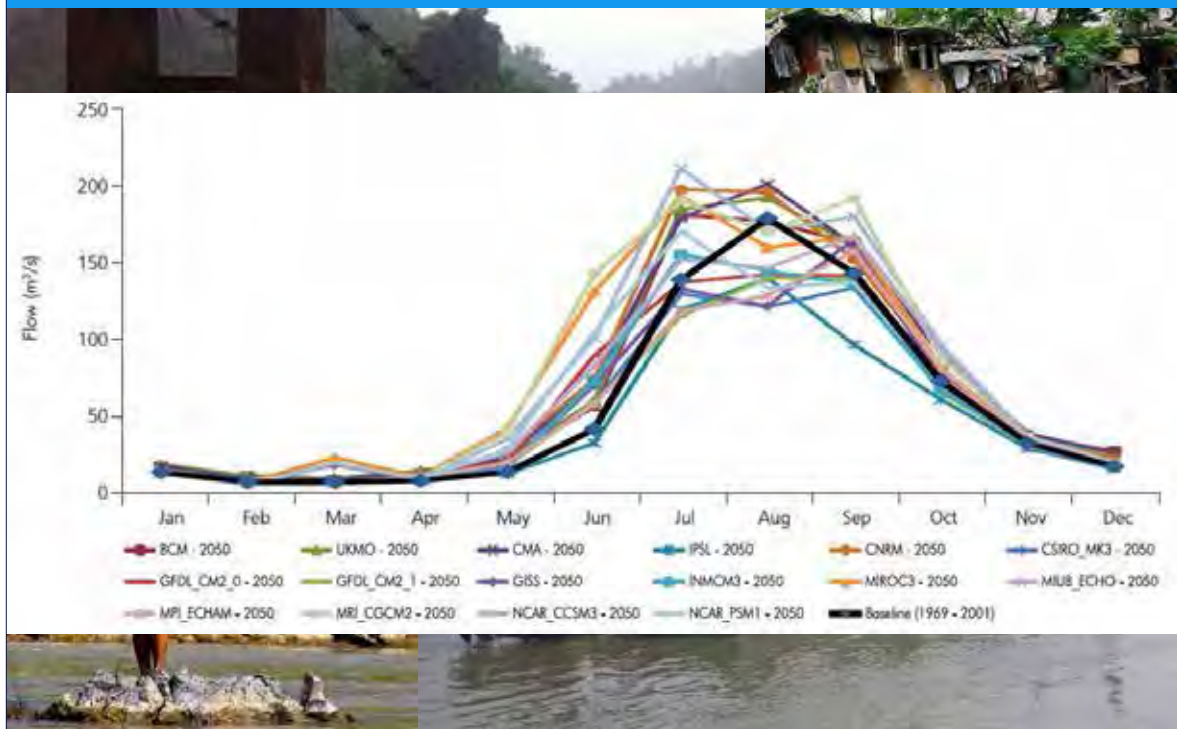 250
200
150
100
50
0
Flow (m³/s)
Jan Feb Mar Apr May Jun Jul Aug Sep Oct Nov Dec
BCM - 2050 UKMO - 2050 CMA - 2050 IPSL - 2050 CNRM - 2050 CSIRO_MK3 - 2050
GFDL_CM2_0 - 2050 GFDL_CM2_1 - 2050 GISS - 2050 INMCM3 - 2050 MIROC3 - 2050 MIUB_ECHO - 2050
MPI_ECHAM - 2050 MRI_CGCM2 - 2050 NCAR_CCSM3 - 2050 NCAR_PSM1 - 2050 Baseline (1969 - 2001)